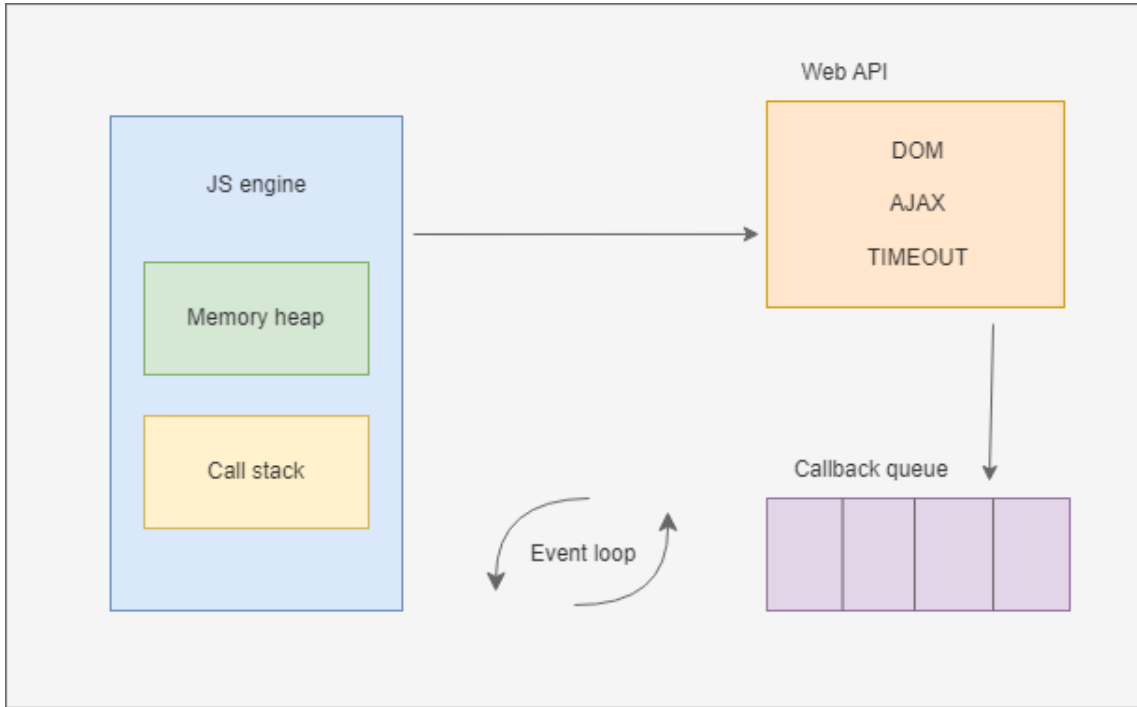 Web API
DOM
AJAX
TIMEOUT
JS engine
Memory heap
Call stack
Callback queue
Event loop